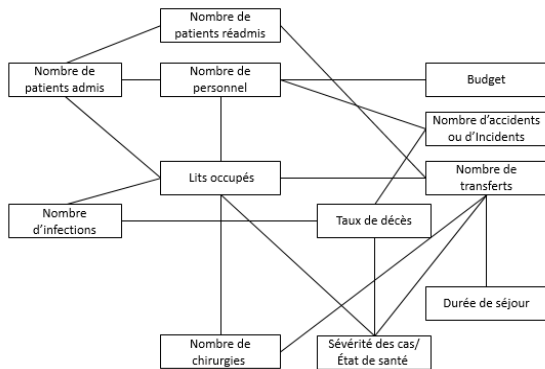 Nombre de
patients réadmis
Nombre de
patients admis
Nombre de
personnel
Budget
Nombre d'accidents
ou d'Incidents
Lits occupés
Nombre de
transferts
Nombre
d'infections
Taux de décès
Durée de séjour
Nombre de
chirurgies
Sévérité des cas/
État de santé